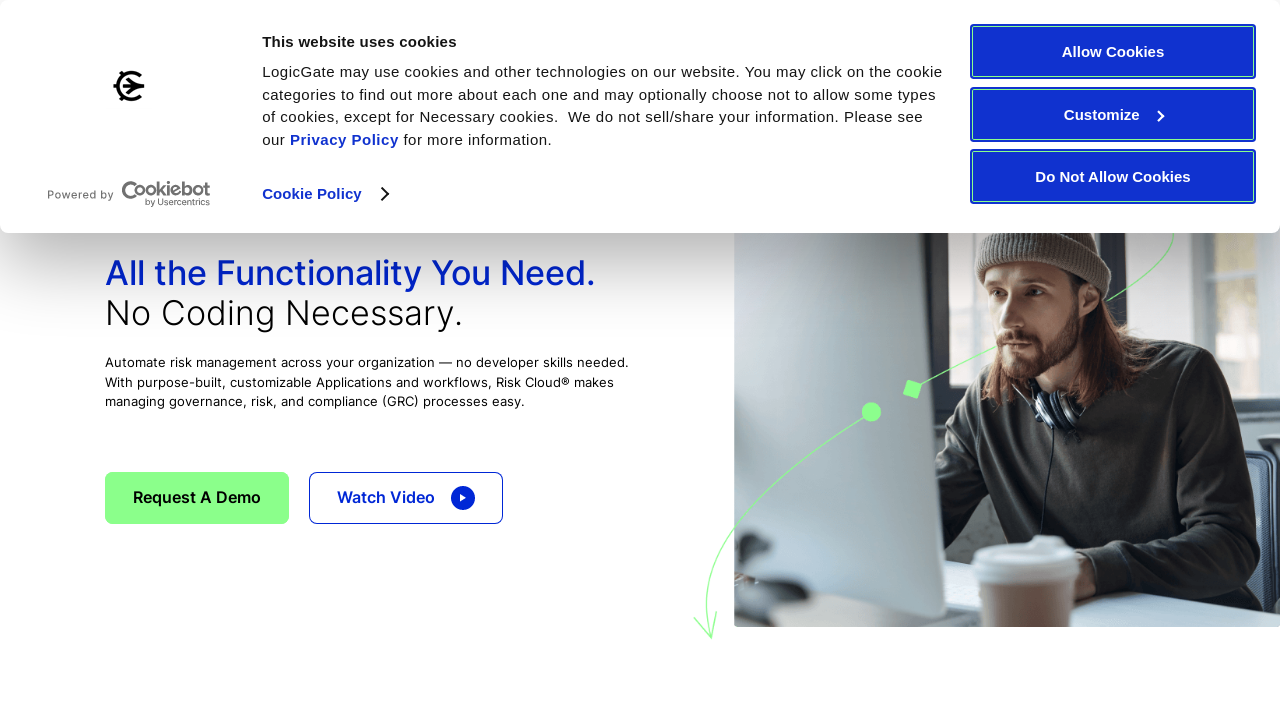 This website uses cookies
LogicGate may use cookies and other technologies on our website. You may click on the cookie
categories to find out more about each one and may optionally choose not to allow some types
of cookies, except for Necessary cookies.  We do not sell/share your information. Please see
our Privacy Policy for more information.
Cookie Policy
Powered by Cookiebot
by Usercentrics
Allow Cookies
Customize
Do Not Allow Cookies
All the Functionality You Need.
No Coding Necessary.
Automate risk management across your organization — no developer skills needed.
With purpose-built, customizable Applications and workflows, Risk Cloud® makes
managing governance, risk, and compliance (GRC) processes easy.
Request A Demo
Watch Video